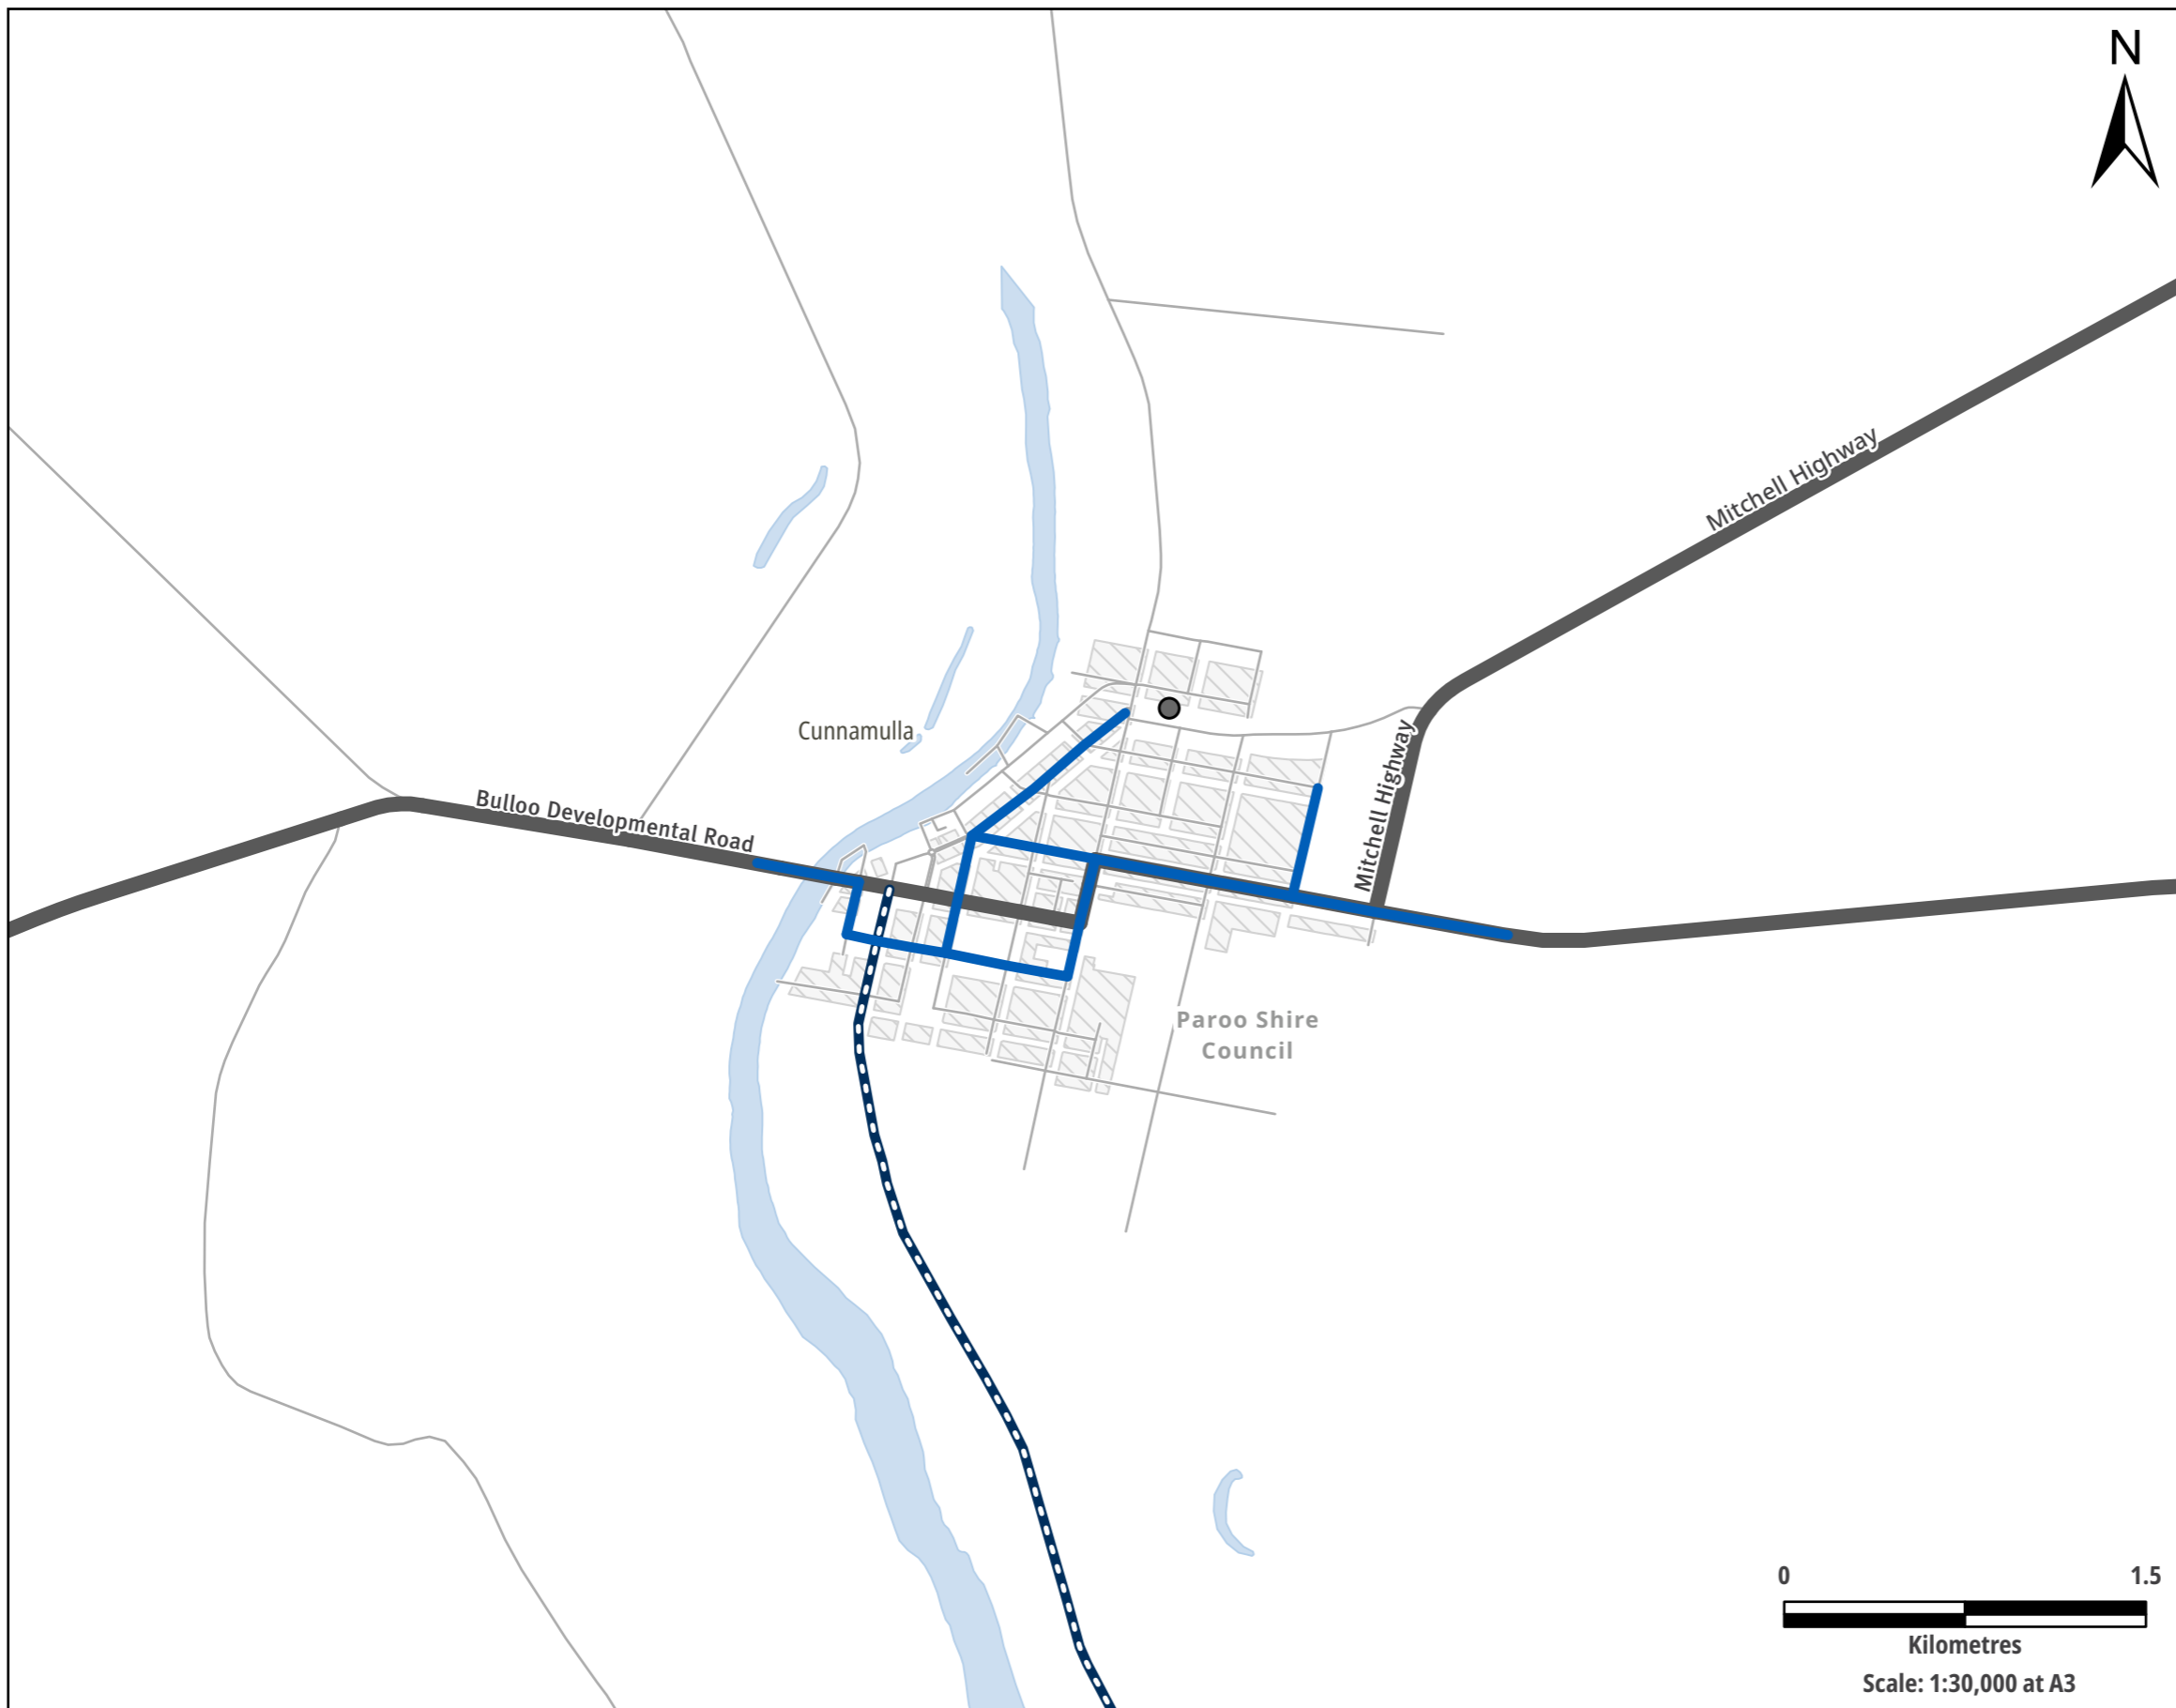 N
Mitchell Highway
Cunnamulla
Mitchell Highway
Bulloo Developmental Road
Paroo Shire
Council
0 1.5
Kilometres
Scale: 1:30,000 at A3